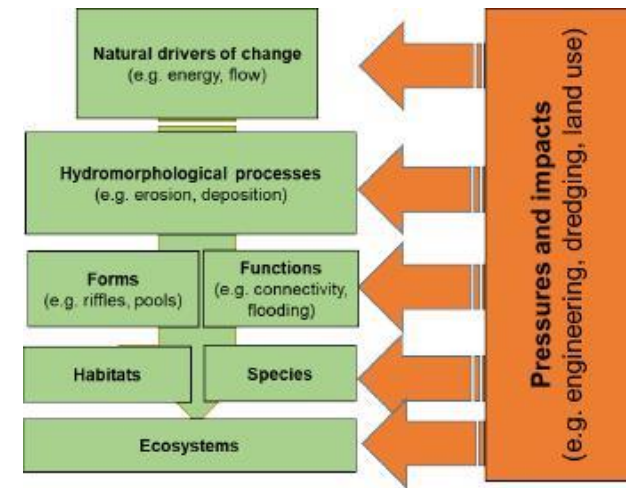 Natural drivers of change
(e.g. energy, flow)
Hydromorphological processes
(e.g. erosion, deposition)
Forms
(e.g. riffles, pools)
Functions
(e.g. connectivity,
flooding)
Habitats
Species
Ecosystems
Pressures and impacts
(e.g. engineering, dredging, land use)